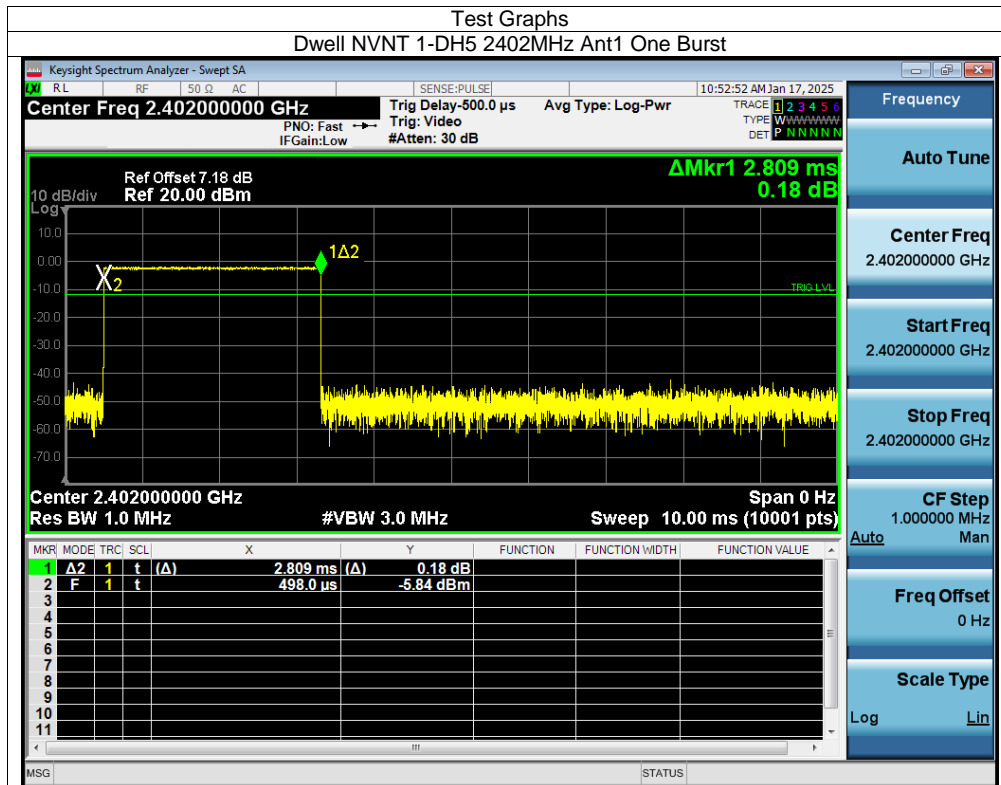 Test Graphs
Dwell NVNT 1-DH5 2402MHz Ant1 One Burst
Keysight Spectrum Analyzer - Swept SA
LXI RL RF 50 Ω AC SENSE:PULSE 10:52:52 AM Jan 17, 2025
Center Freq 2.402000000 GHz Trig Delay-500.0 µs Avg Type: Log-Pwr TRACE 1 2 3 4 5 6
PNO: Fast Trig: Video TYPE WWWWWWW
IFGain:Low #Atten: 30 dB DET P N N N N N
Frequency
Auto Tune
ΔMkr1 2.809 ms
0.18 dB
Ref Offset 7.18 dB
10 dB/div Ref 20.00 dBm
Log
10.0
0.00
-10.0
-20.0
-30.0
-40.0
-50.0
-60.0
-70.0
1Δ2
2
TRIG LVL
Center Freq
2.402000000 GHz
Start Freq
2.402000000 GHz
Stop Freq
2.402000000 GHz
Center 2.402000000 GHz Span 0 Hz
Res BW 1.0 MHz #VBW 3.0 MHz Sweep 10.00 ms (10001 pts)
CF Step
1.000000 MHz
Auto Man
MKR MODE TRC SCL X Y FUNCTION FUNCTION WIDTH FUNCTION VALUE
1 Δ2 1 t (Δ) 2.809 ms (Δ) 0.18 dB
2 F 1 t 498.0 µs -5.84 dBm
3
4
5
6
7
8
9
10
11
Freq Offset
0 Hz
Scale Type
Log Lin
MSG STATUS